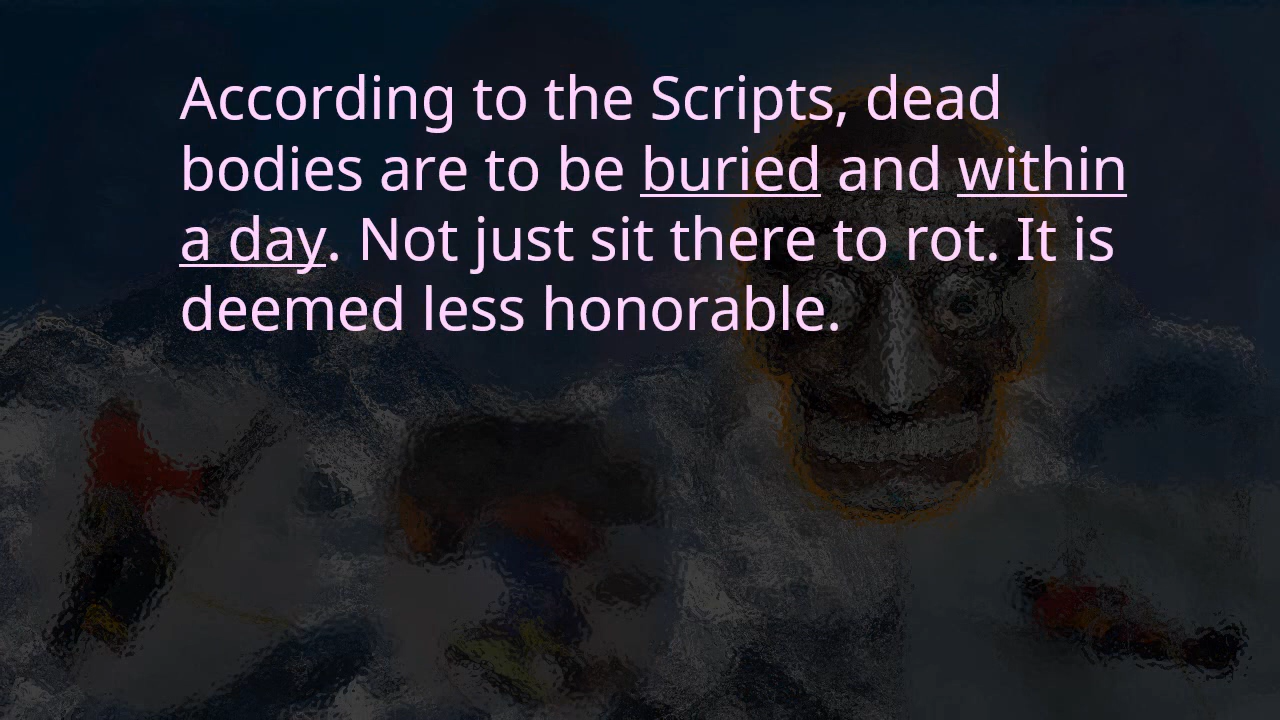 According to the Scripts, dead
bodies are to be buried and within
a day. Not just sit there to rot. It is
deemed less honorable.